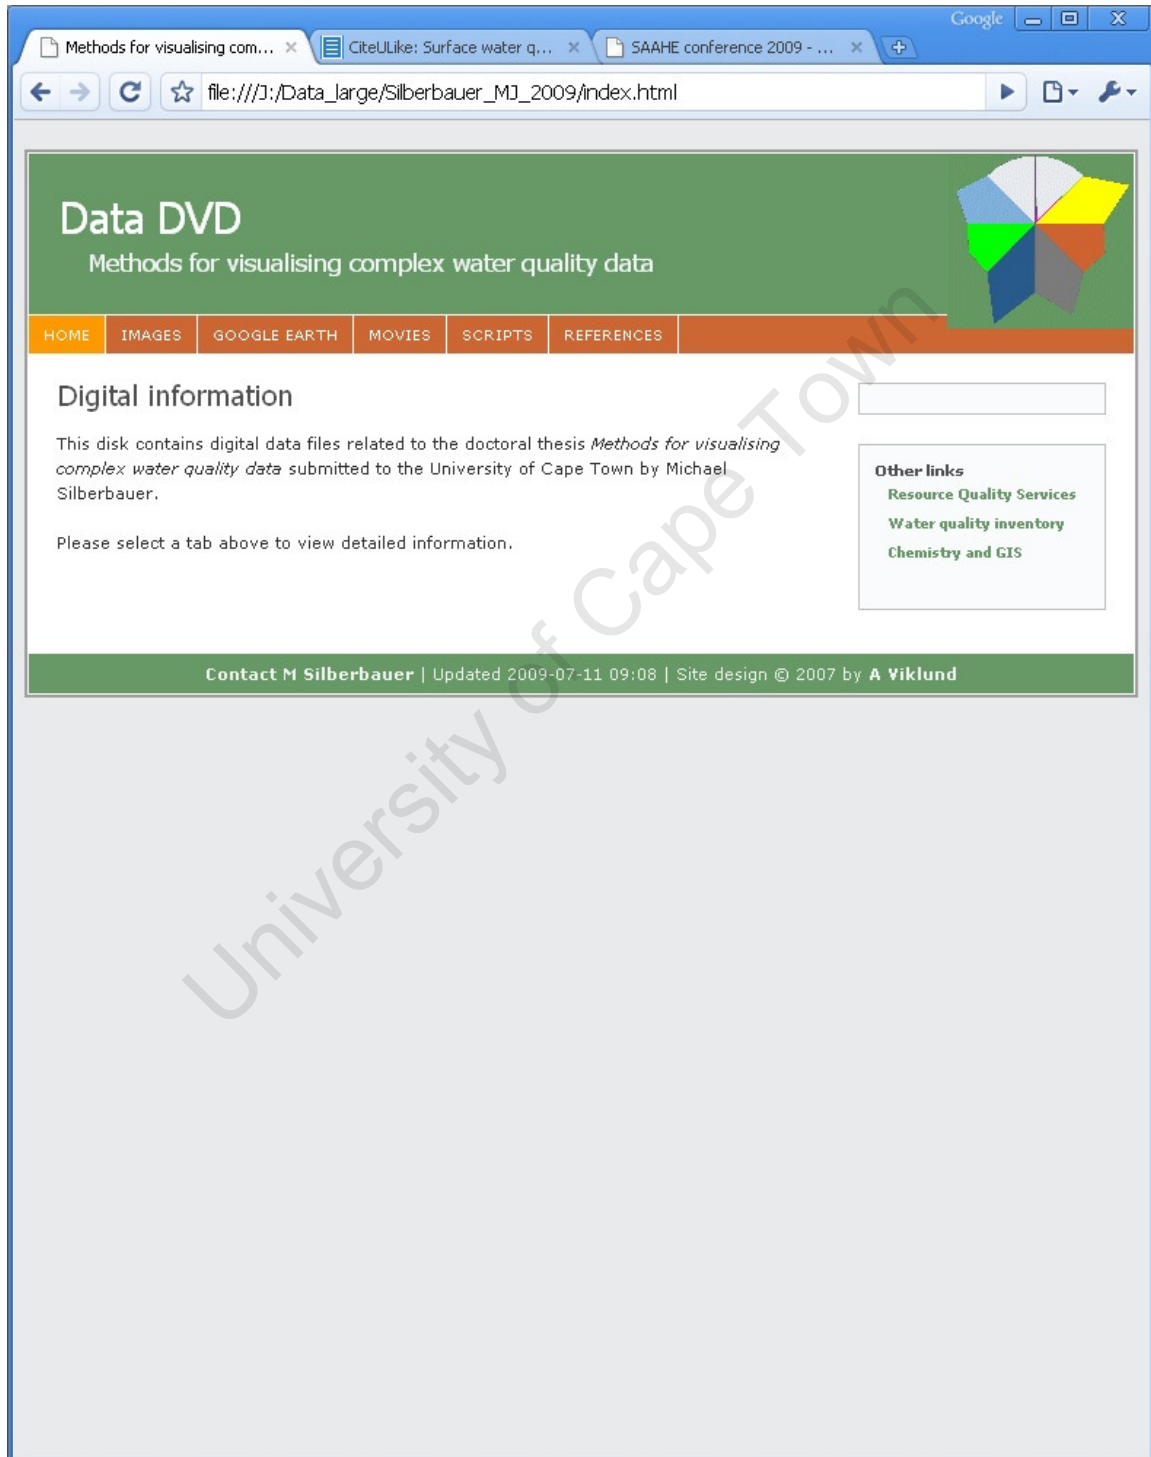 Google
Methods for visualising com...
CiteULike: Surface water q...
SAAHE conference 2009 - ...
file:///J:/Data_large/Silberbauer_MJ_2009/index.html
Data DVD
Methods for visualising complex water quality data
HOME IMAGES GOOGLE EARTH MOVIES SCRIPTS REFERENCES
Digital information
This disk contains digital data files related to the doctoral thesis Methods for visualising
complex water quality data submitted to the University of Cape Town by Michael
Silberbauer.
Please select a tab above to view detailed information.
Other links
Resource Quality Services
Water quality inventory
Chemistry and GIS
Contact M Silberbauer | Updated 2009-07-11 09:08 | Site design © 2007 by A Viklund
University of Cape Town